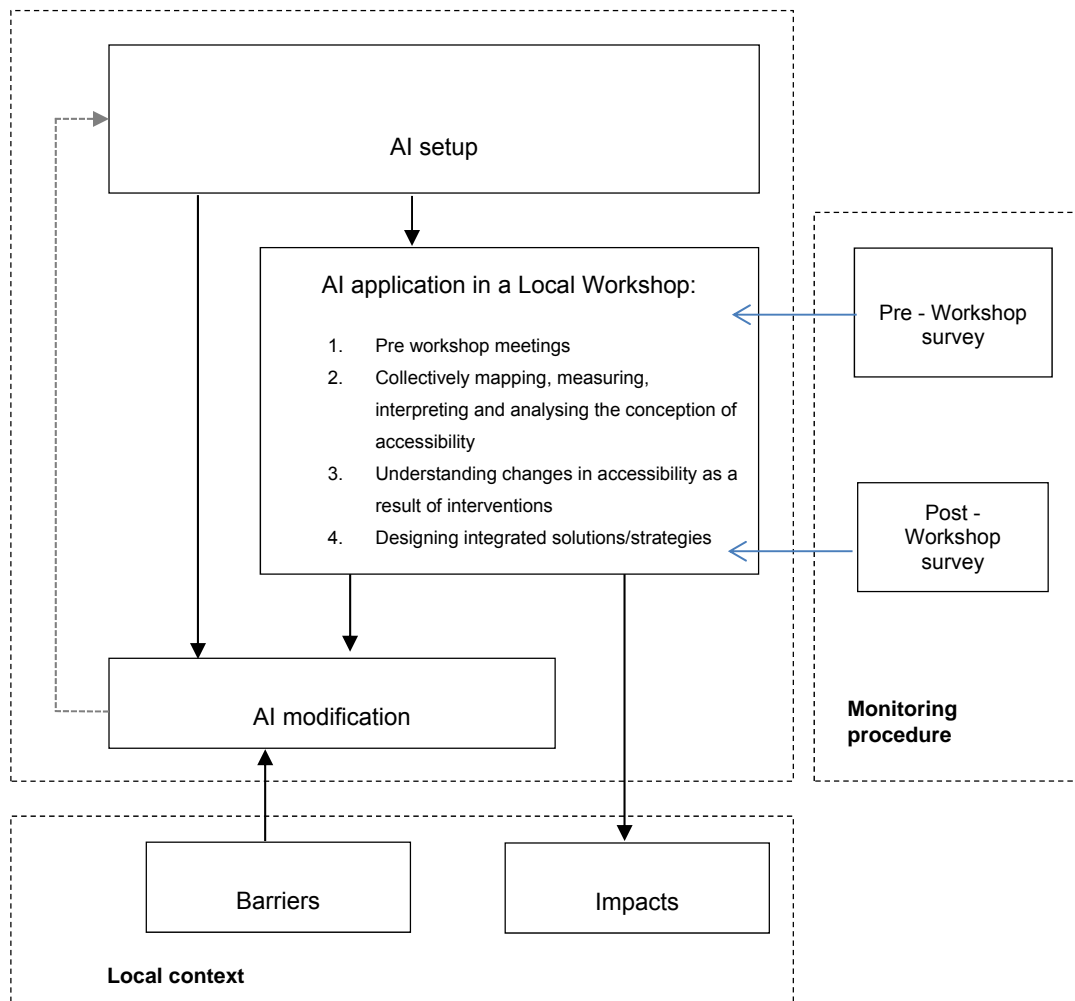 AI setup
AI application in a Local Workshop:
1. Pre workshop meetings
2. Collectively mapping, measuring,
interpreting and analysing the conception of
accessibility
3. Understanding changes in accessibility as a
result of interventions
4. Designing integrated solutions/strategies
Pre - Workshop
survey
Post -
Workshop
survey
AI modification
Monitoring
procedure
Barriers
Impacts
Local context